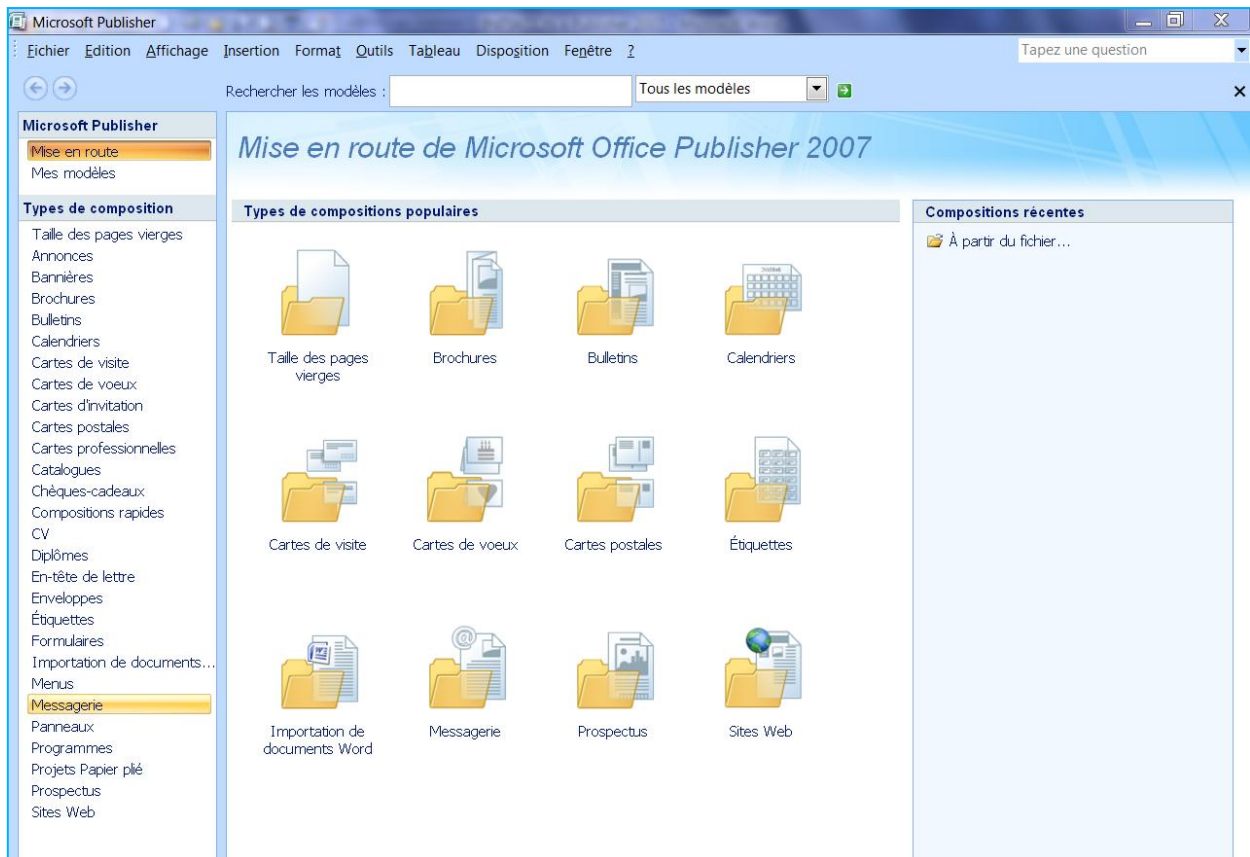 Microsoft Publisher
Fichier Edition Affichage Insertion Format Outils Tableau Disposition Fenêtre ?
Tapez une question
Rechercher les modèles :
Tous les modèles
Microsoft Publisher
Mise en route
Mes modèles
Types de composition
Taille des pages vierges
Annonces
Bannières
Brochures
Bulletins
Calendriers
Cartes de visite
Cartes de voeux
Cartes d'invitation
Cartes postales
Cartes professionnelles
Catalogues
Chèques-cadeaux
Compositions rapides
CV
Diplômes
En-tête de lettre
Enveloppes
Étiquettes
Formulaires
Importation de documents...
Menus
Messagerie
Panneaux
Programmes
Projets Papier plié
Prospectus
Sites Web
Mise en route de Microsoft Office Publisher 2007
Types de compositions populaires
Taille des pages
vierges
Brochures
Bulletins
Calendriers
Cartes de visite
Cartes de voeux
Cartes postales
Étiquettes
Importation de
documents Word
Messagerie
Prospectus
Sites Web
Compositions récentes
À partir du fichier...